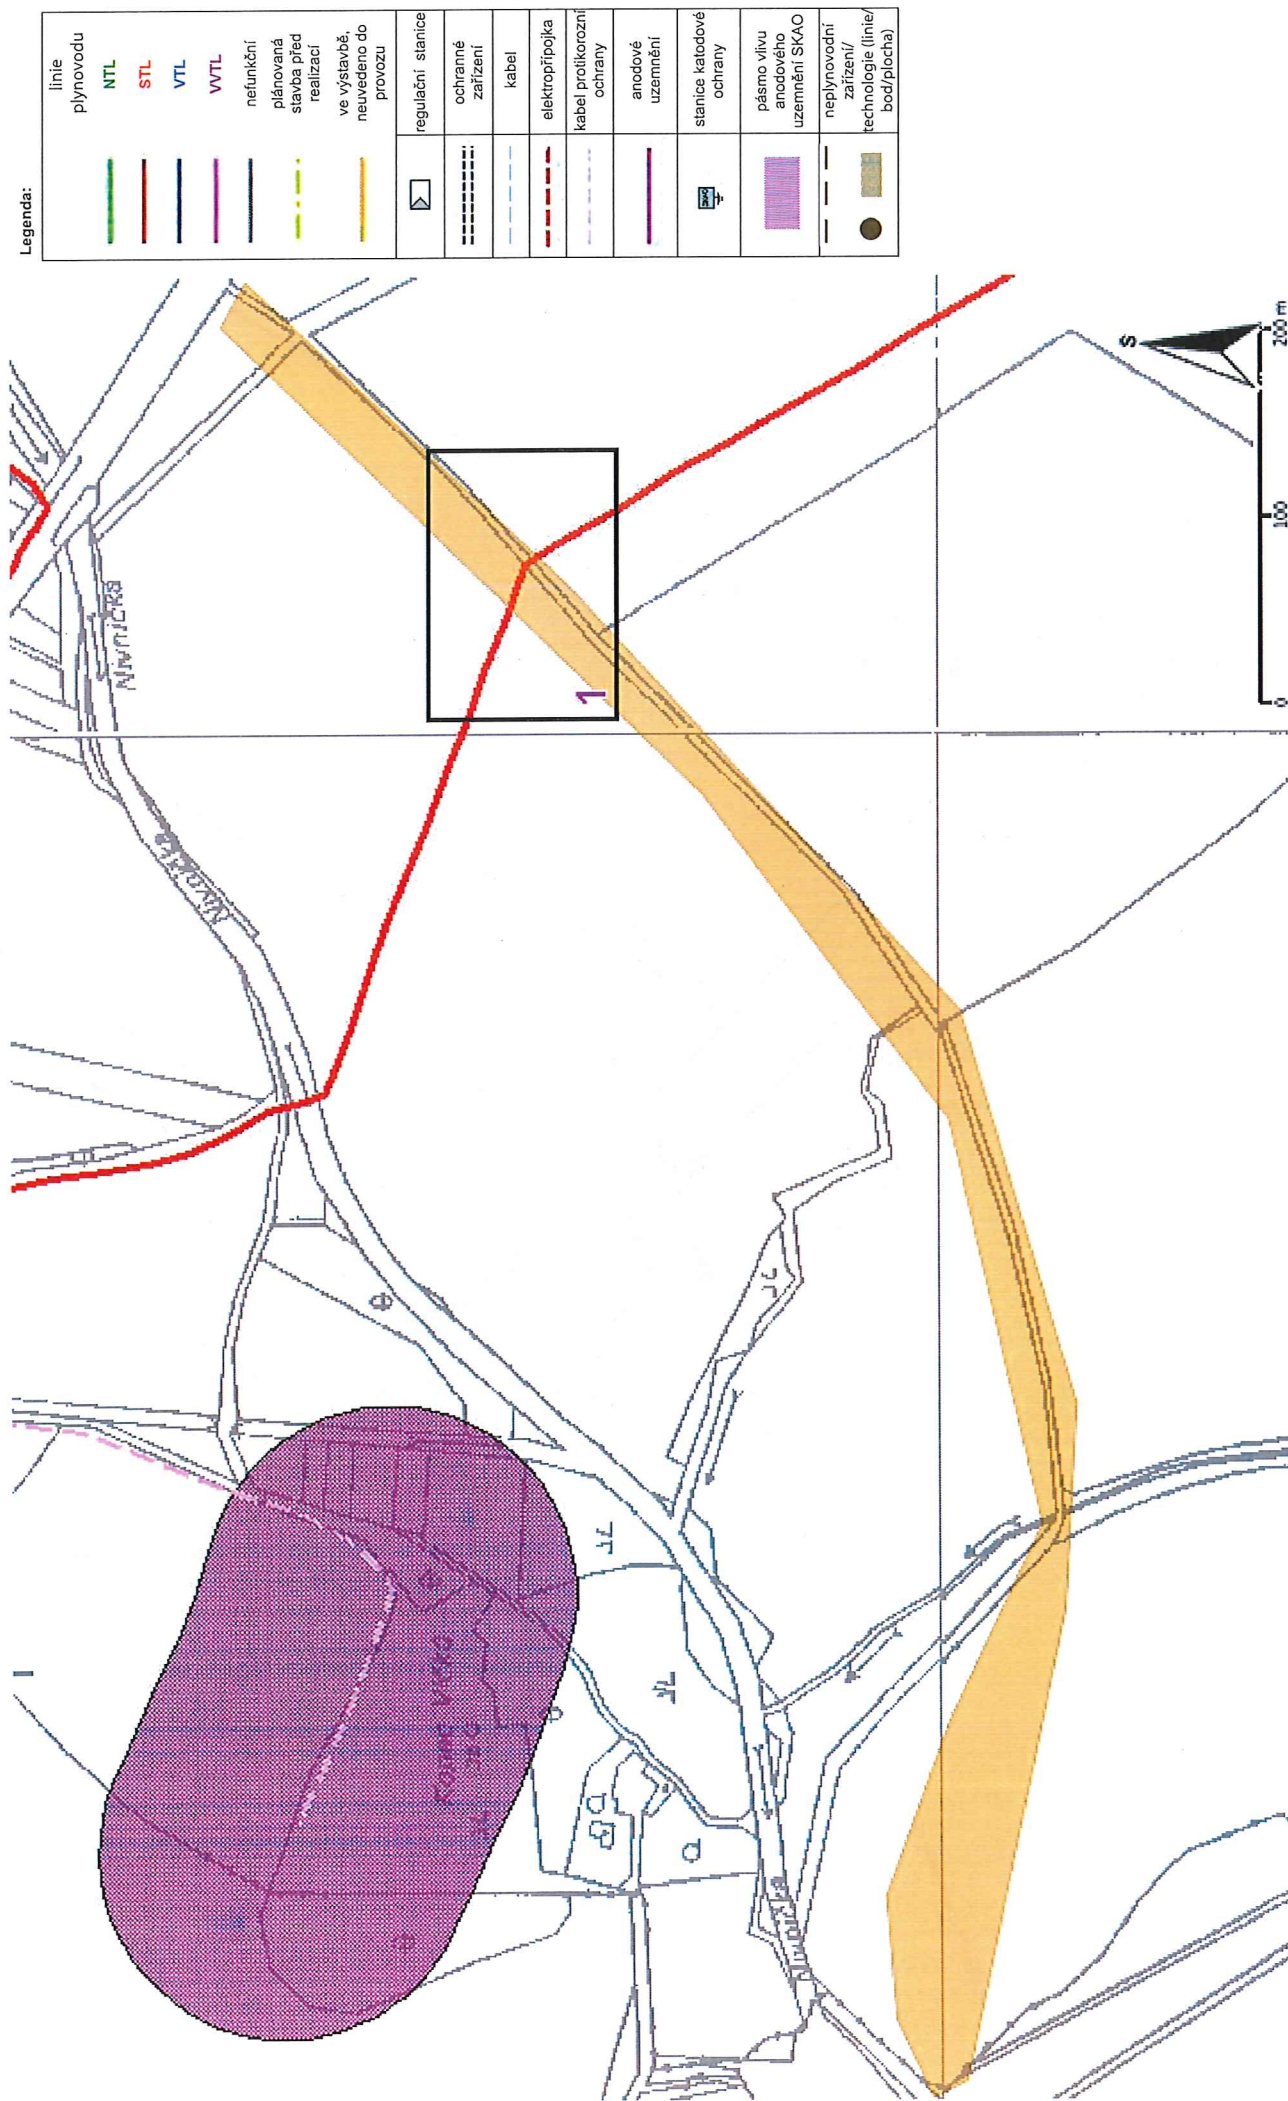 Legenda:
linie
plynovodu
NTL
STL
VTL
VVTL
nefunkční
plánovaná
stavba před
realizací
ve výstavbě,
neuvedeno do
provozu
regulační stanice
ochranné
zařízení
kabel
elektropřípojka
kabel protikorozní
ochrany
anodové
uzemnění
stanice katodové
ochrany
pásmo vlivu
anodového
uzemnění SKAO
neplynovodní
zařízení/
technologie (linie/
bod/plocha)
Nivnička
1
S
0
100
200 m